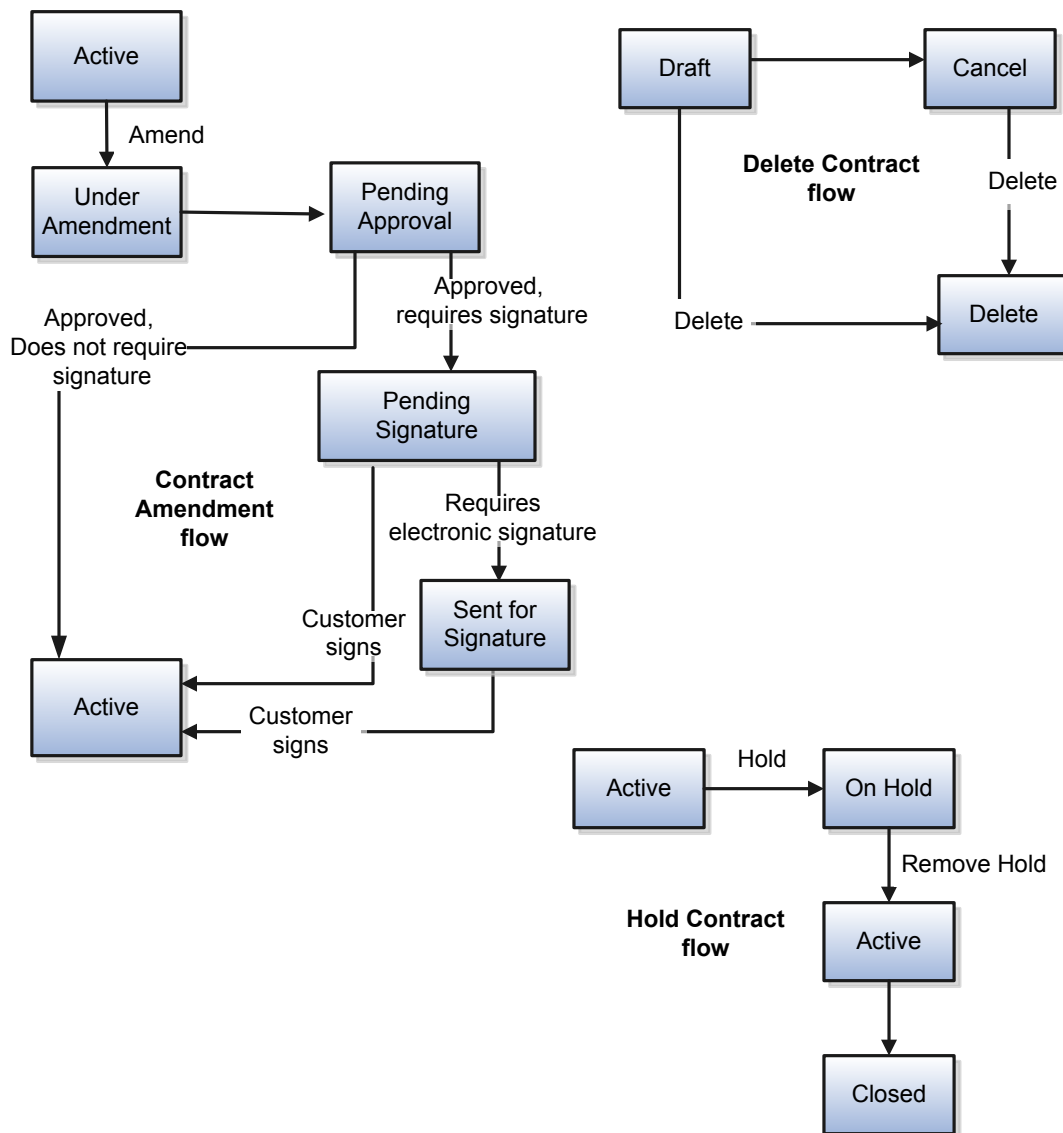 Active
Amend
Under
Amendment
Pending
Approval
Approved,
requires signature
Approved,
Does not require
signature
Pending
Signature
Contract
Amendment
flow
Requires
electronic signature
Sent for
Signature
Customer
signs
Active
Customer
signs
Draft
Cancel
Delete Contract
flow
Delete
Delete
Delete
Active
Hold
On Hold
Remove Hold
Hold Contract
flow
Active
Closed